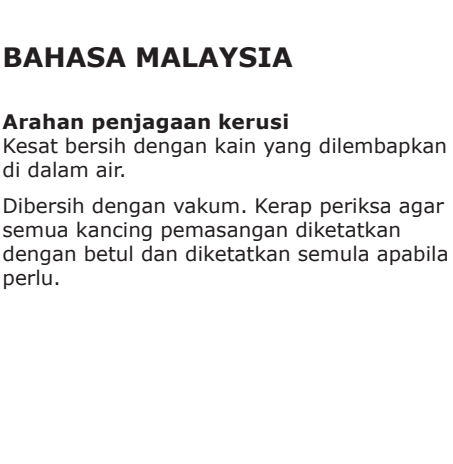 BAHASA MALAYSIA
Arahan penjagaan kerusi
Kesat bersih dengan kain yang dilembapkan
di dalam air.
Dibersih dengan vakum. Kerap periksa agar
semua kancing pemasangan diketatkan
dengan betul dan diketatkan semula apabila
perlu.